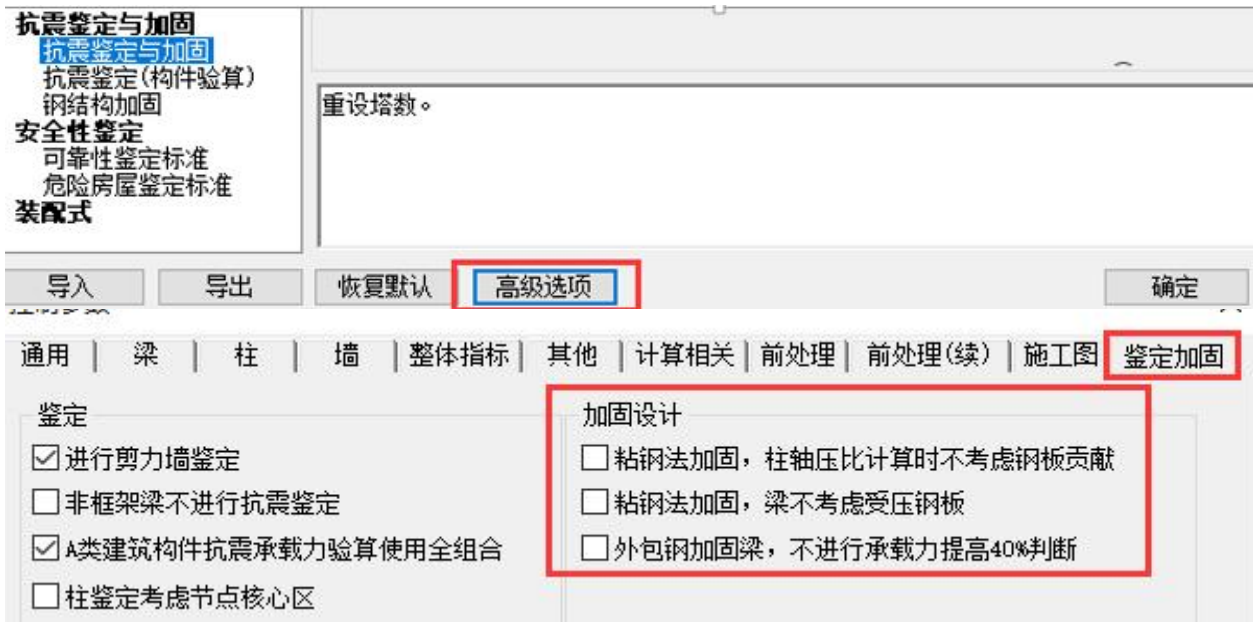 抗震鉴定与加固
抗震鉴定与加固
抗震鉴定(构件验算)
钢结构加固
安全性鉴定
可靠性鉴定标准
危险房屋鉴定标准
装配式
重设塔数。
导入 导出 恢复默认 高级选项 确定
通用 梁 柱 墙 整体指标 其他 计算相关 前处理 前处理(续) 施工图 鉴定加固
鉴定
进行剪力墙鉴定
非框架梁不进行抗震鉴定
A类建筑构件抗震承载力验算使用全组合
柱鉴定考虑节点核心区
加固设计
粘钢法加固，柱轴压比计算时不考虑钢板贡献
粘钢法加固，梁不考虑受压钢板
外包钢加固梁，不进行承载力提高40%判断